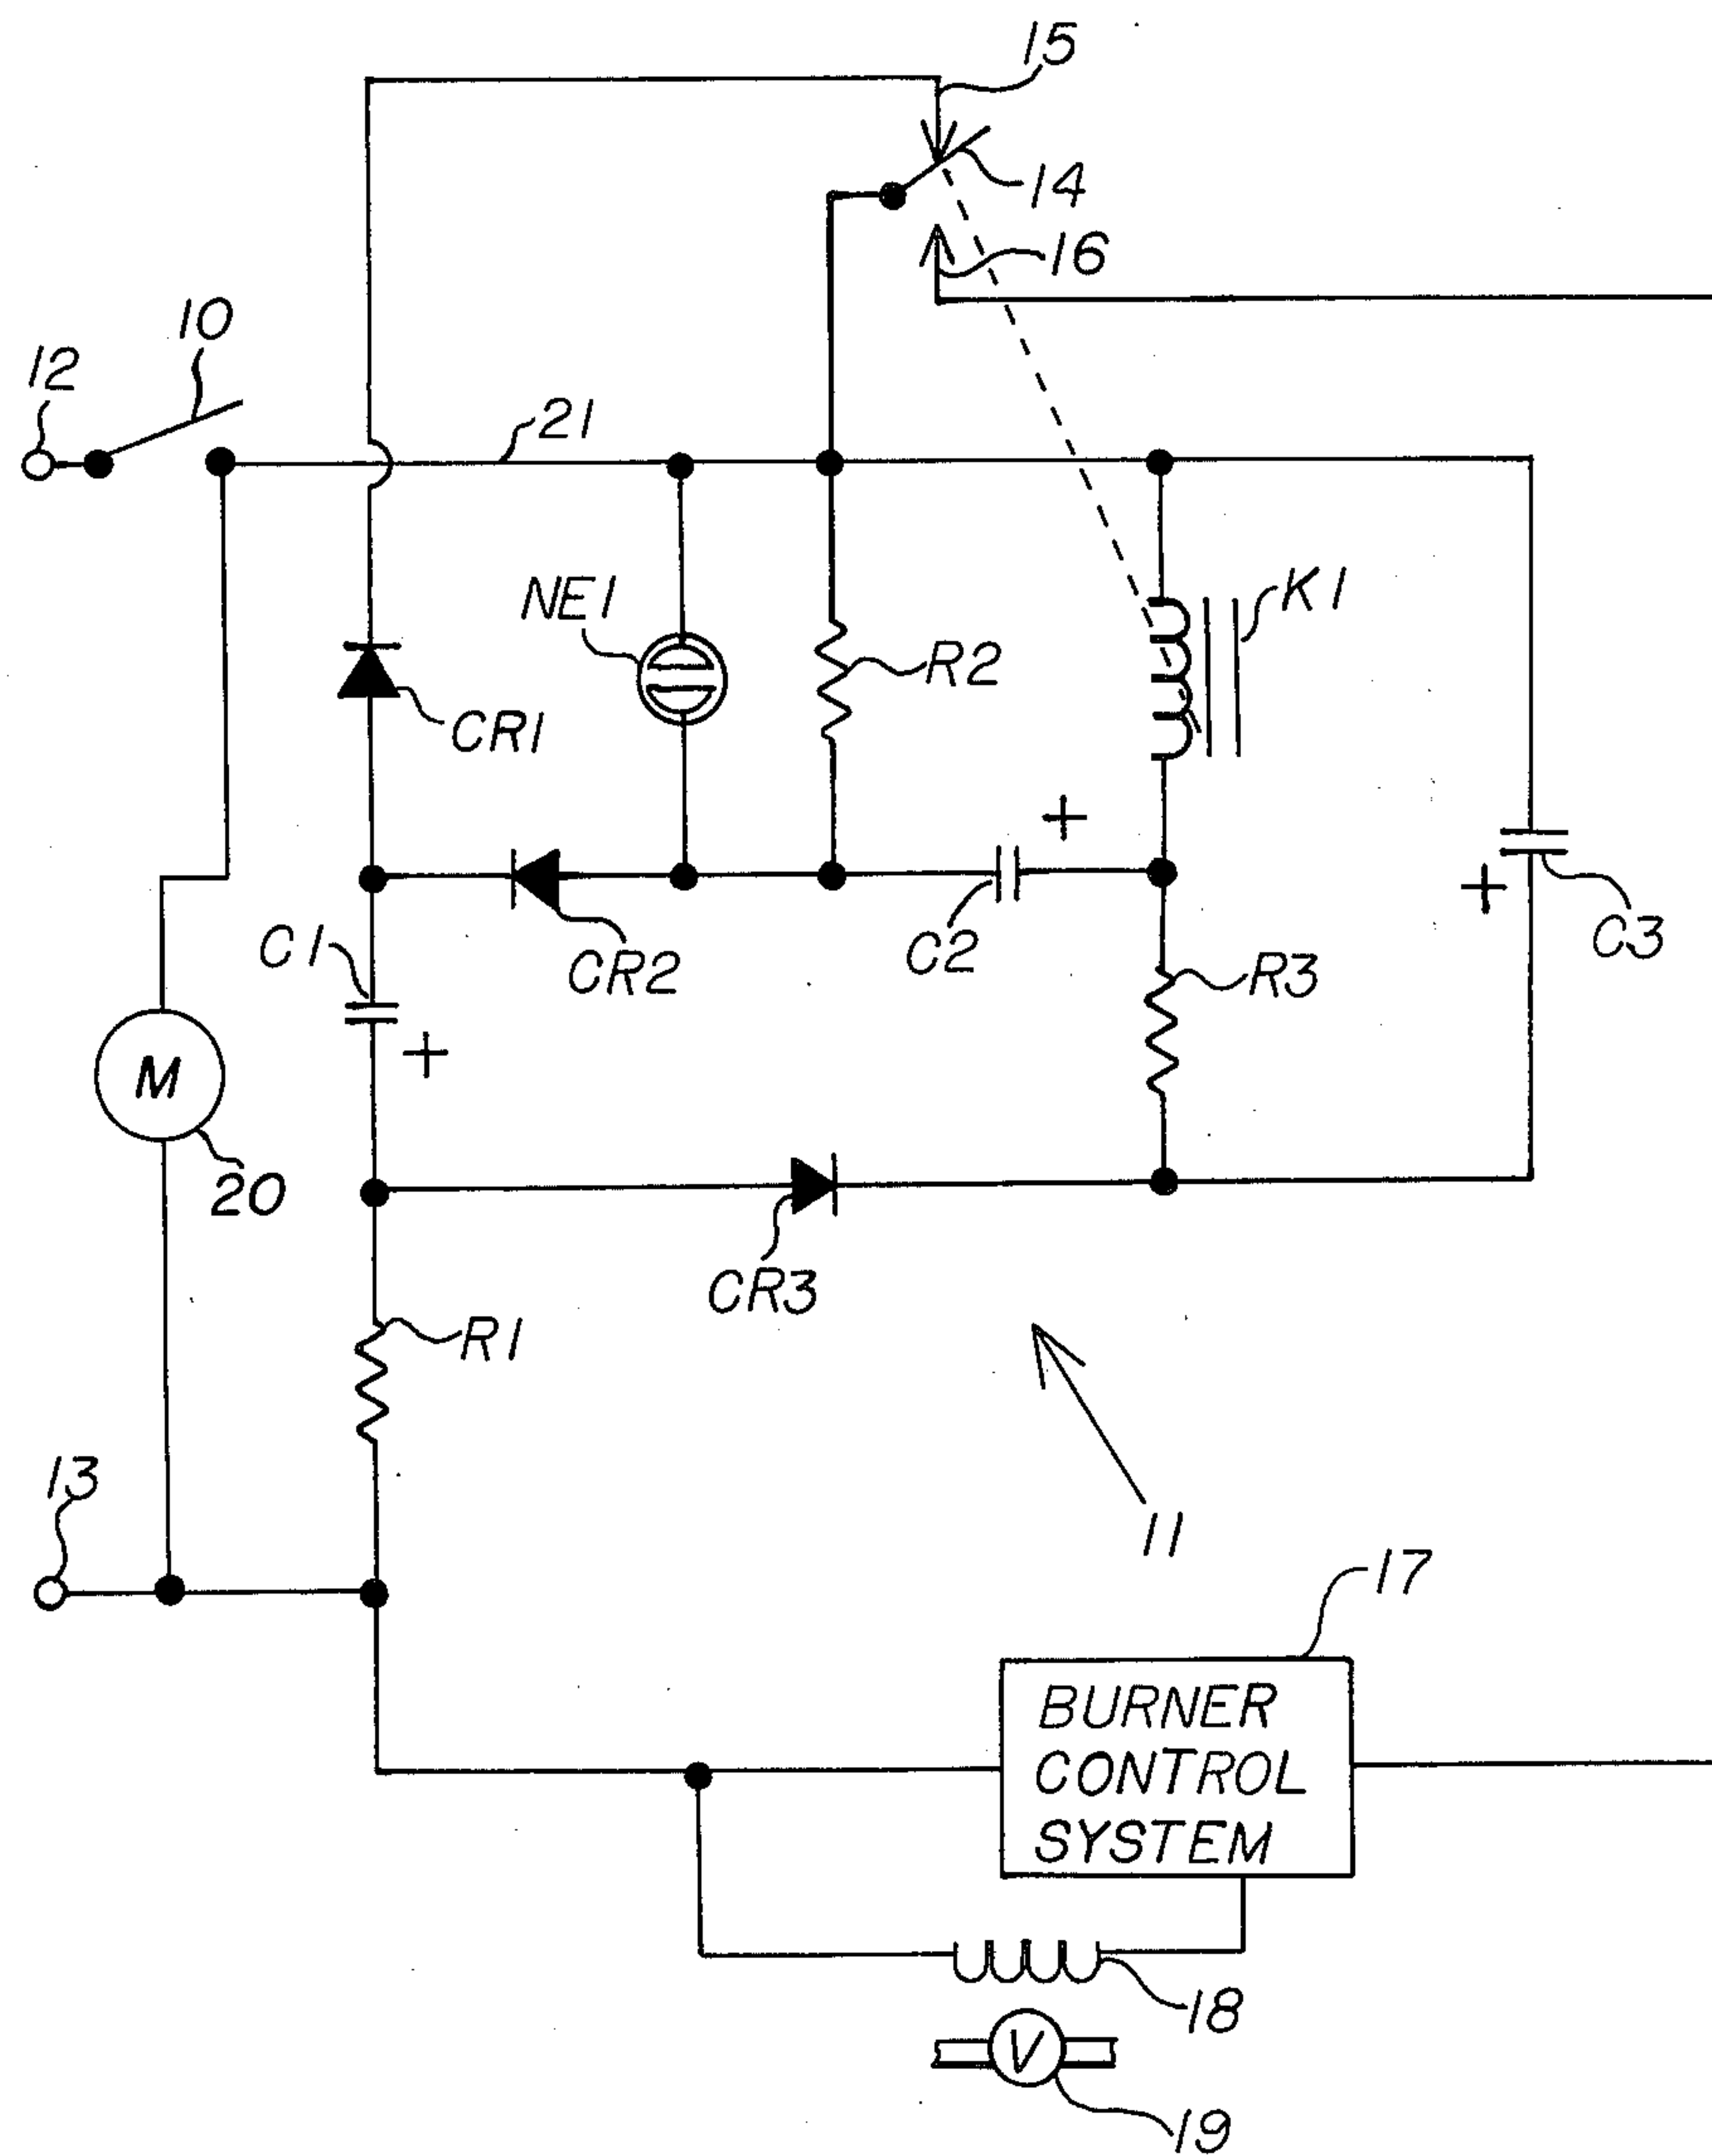 15
14
16
10
12
21
NE1
R2
K1
CR1
+
C1
CR2
C2
+
C3
R3
+
M
20
CR3
R1
13
11
17
BURNER
CONTROL
SYSTEM
18
V
19